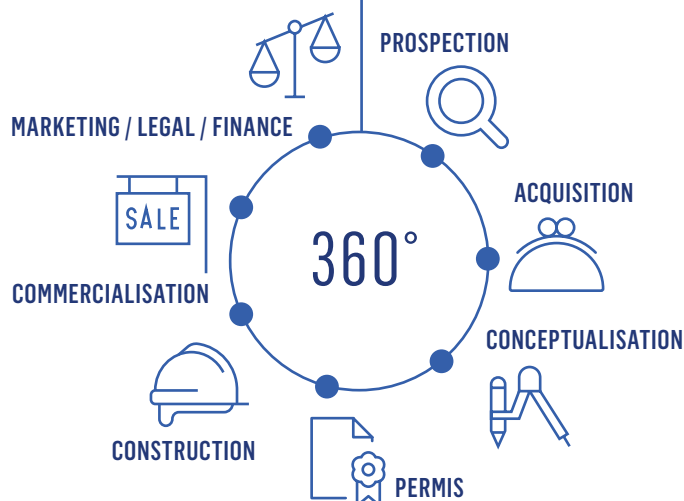 PROSPECTION
MARKETING / LEGAL / FINANCE
ACQUISITION
SALE
360°
COMMERCIALISATION
CONCEPTUALISATION
CONSTRUCTION
PERMIS